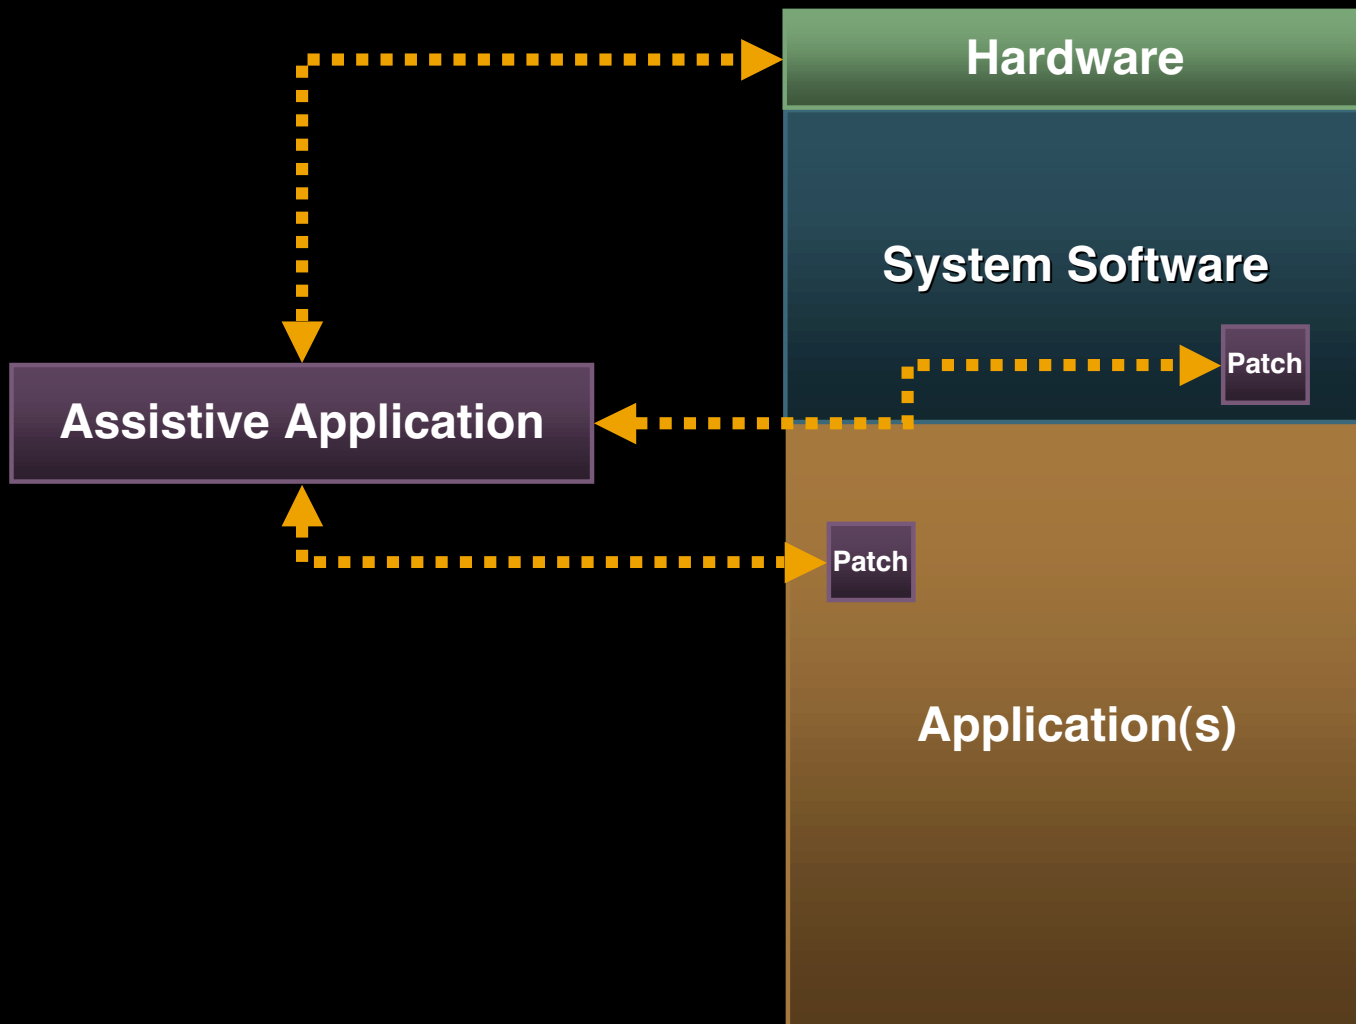 Hardware
System Software
Patch
Assistive Application
Patch
Application(s)